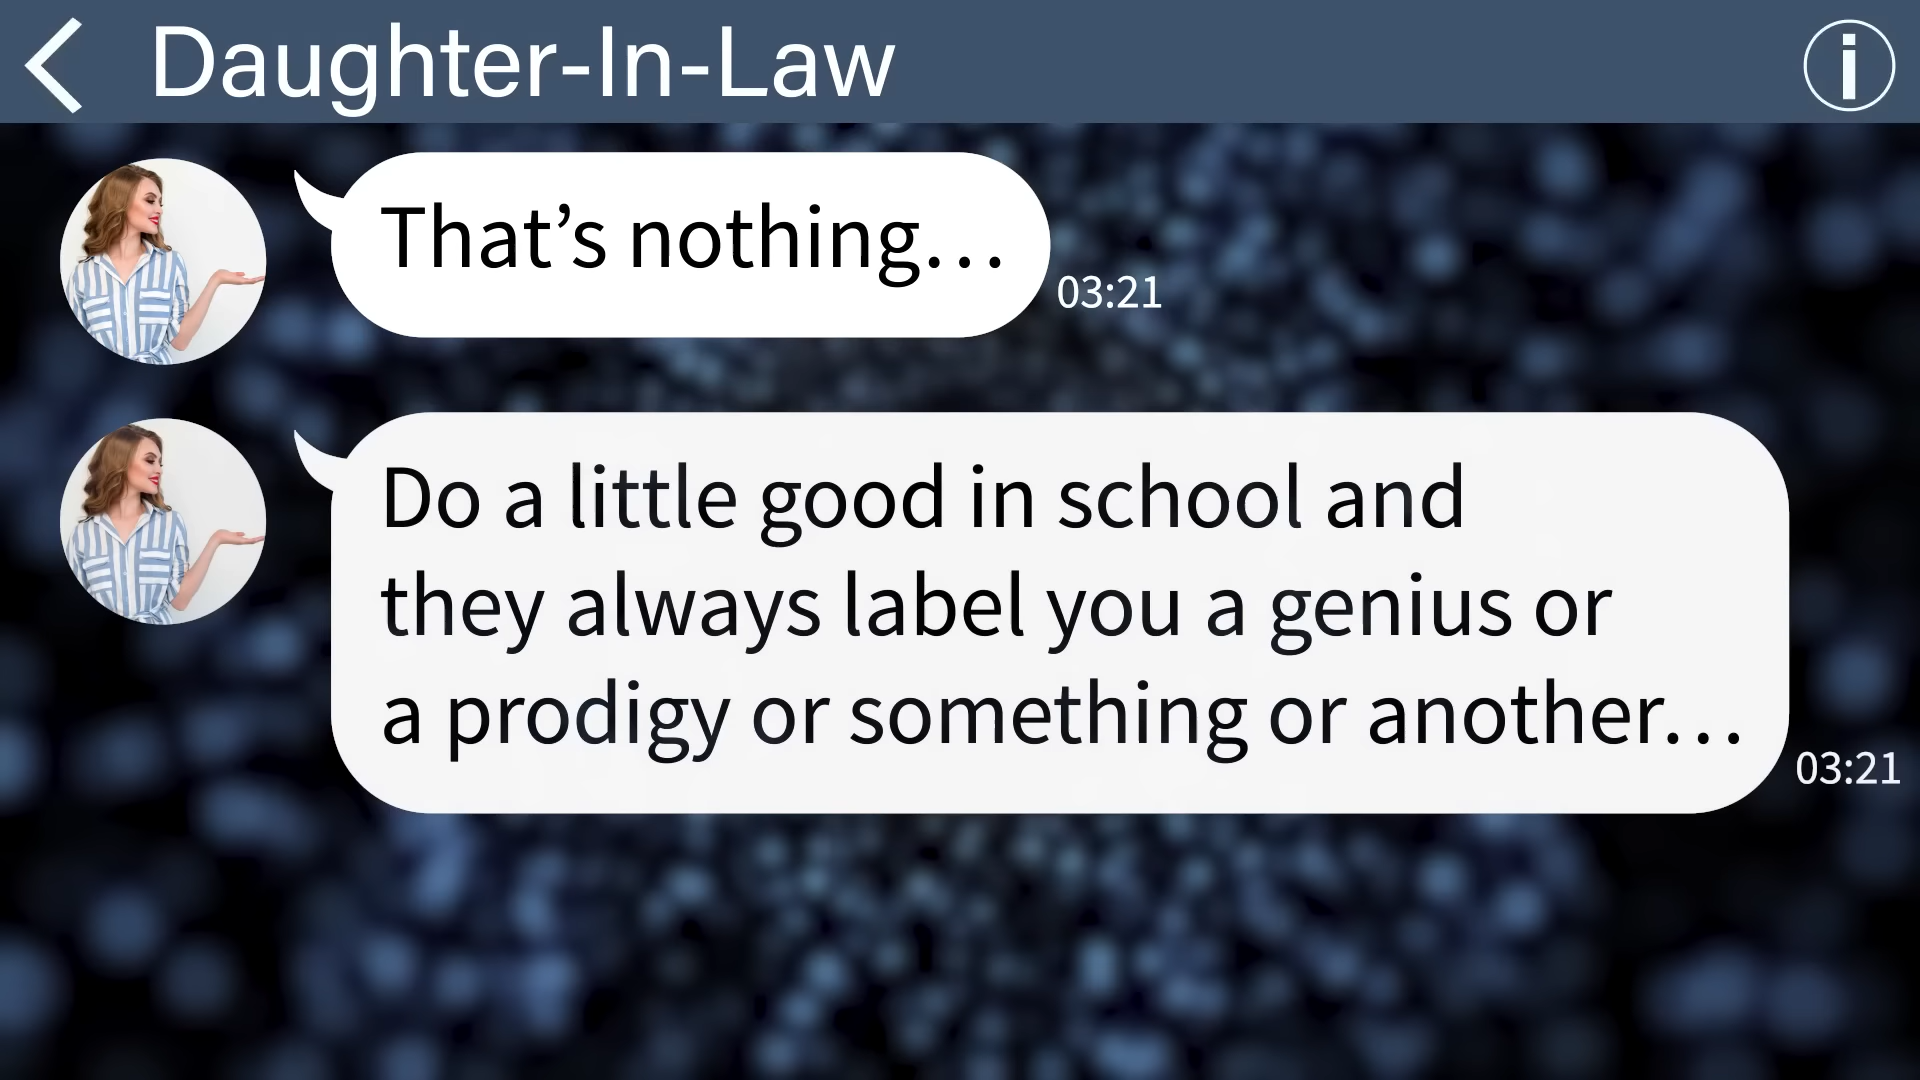 Daughter-In-Law
That’s nothing…
03:21
Do a little good in school and
they always label you a genius or
a prodigy or something or another…
03:21